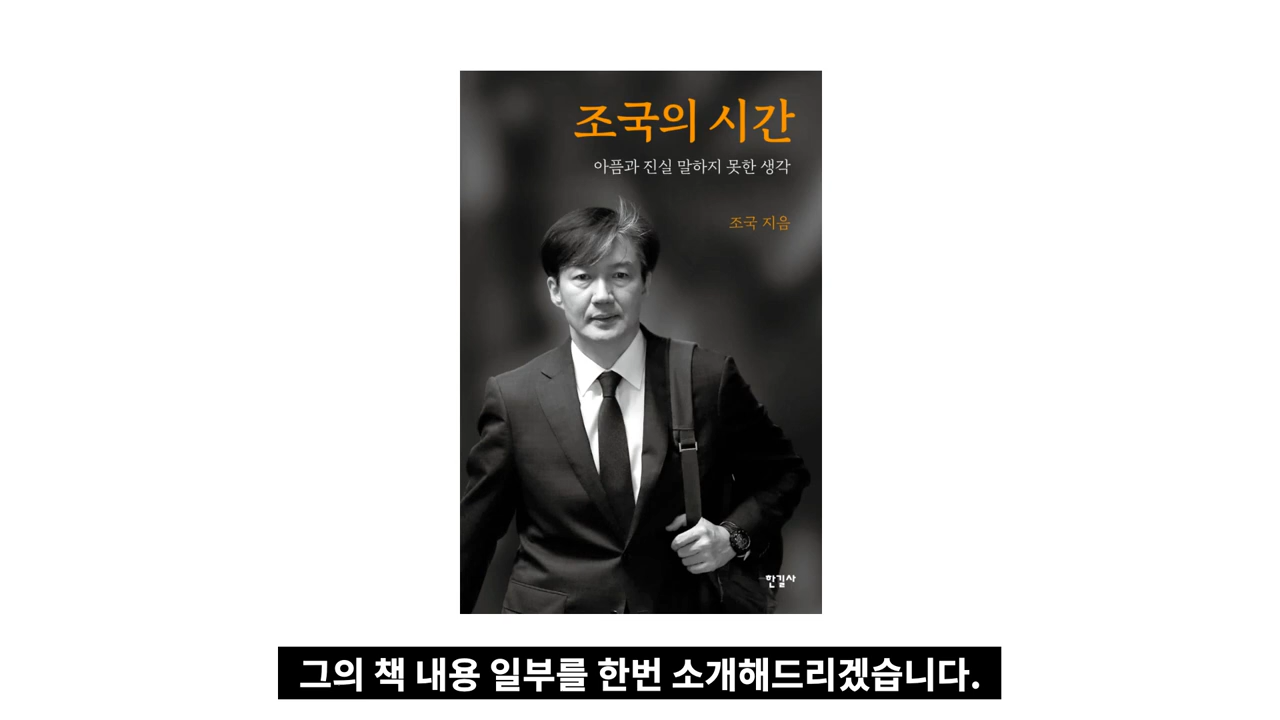 조국의 시간
아픔과 진실 말하지 못한 생각
조국 지음
한길사
그의 책 내용 일부를 한번 소개해드리겠습니다.